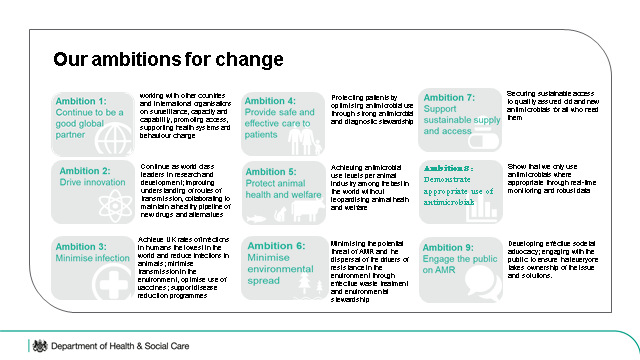 Our ambitions for change
Ambition 1:
Continue to be a
good global
partner
working with other countries
and international organisations
on surveillance, capacity and
capability, promoting access,
supporting health systems and
behaviour change
Ambition 4:
Provide safe and
effective care to
patients
Protecting patients by
optimising antimicrobial use
through strong antimicrobial
and diagnostic stewardship
Ambition 7:
Support
sustainable supply
and access
Securing sustainable access
to quality assured old and new
antimicrobials for all who need
them
Ambition 2:
Drive innovation
Continue as world class
leaders in research and
development; improving
understanding of routes of
transmission, collaborating to
maintain a healthy pipeline of
new drugs and alternatives
Ambition 5:
Protect animal
health and welfare
Achieving antimicrobial
use levels per animal
industry among the best in
the world without
jeopardising animal health
and welfare
Ambition 8:
Demonstrate
appropriate use of
antimicrobials
Show that we only use
antimicrobials where
appropriate through real-time
monitoring and robust data
Ambition 3:
Minimise infection
Achieve UK rates of infections
in humans the lowest in the
world and reduce infections in
animals; minimise
transmission in the
environment, optimise use of
vaccines; support disease
reduction programmes
Ambition 6:
Minimise
environmental
spread
Minimising the potential
threat of AMR and the
dispersal of the drivers of
resistance in the
environment through
effective waste treatment
and environmental
stewardship
Ambition 9:
Engage the public
on AMR
Developing effective societal
advocacy; engaging with the
public to ensure that everyone
takes ownership of the issue
and solutions.
Department of Health & Social Care